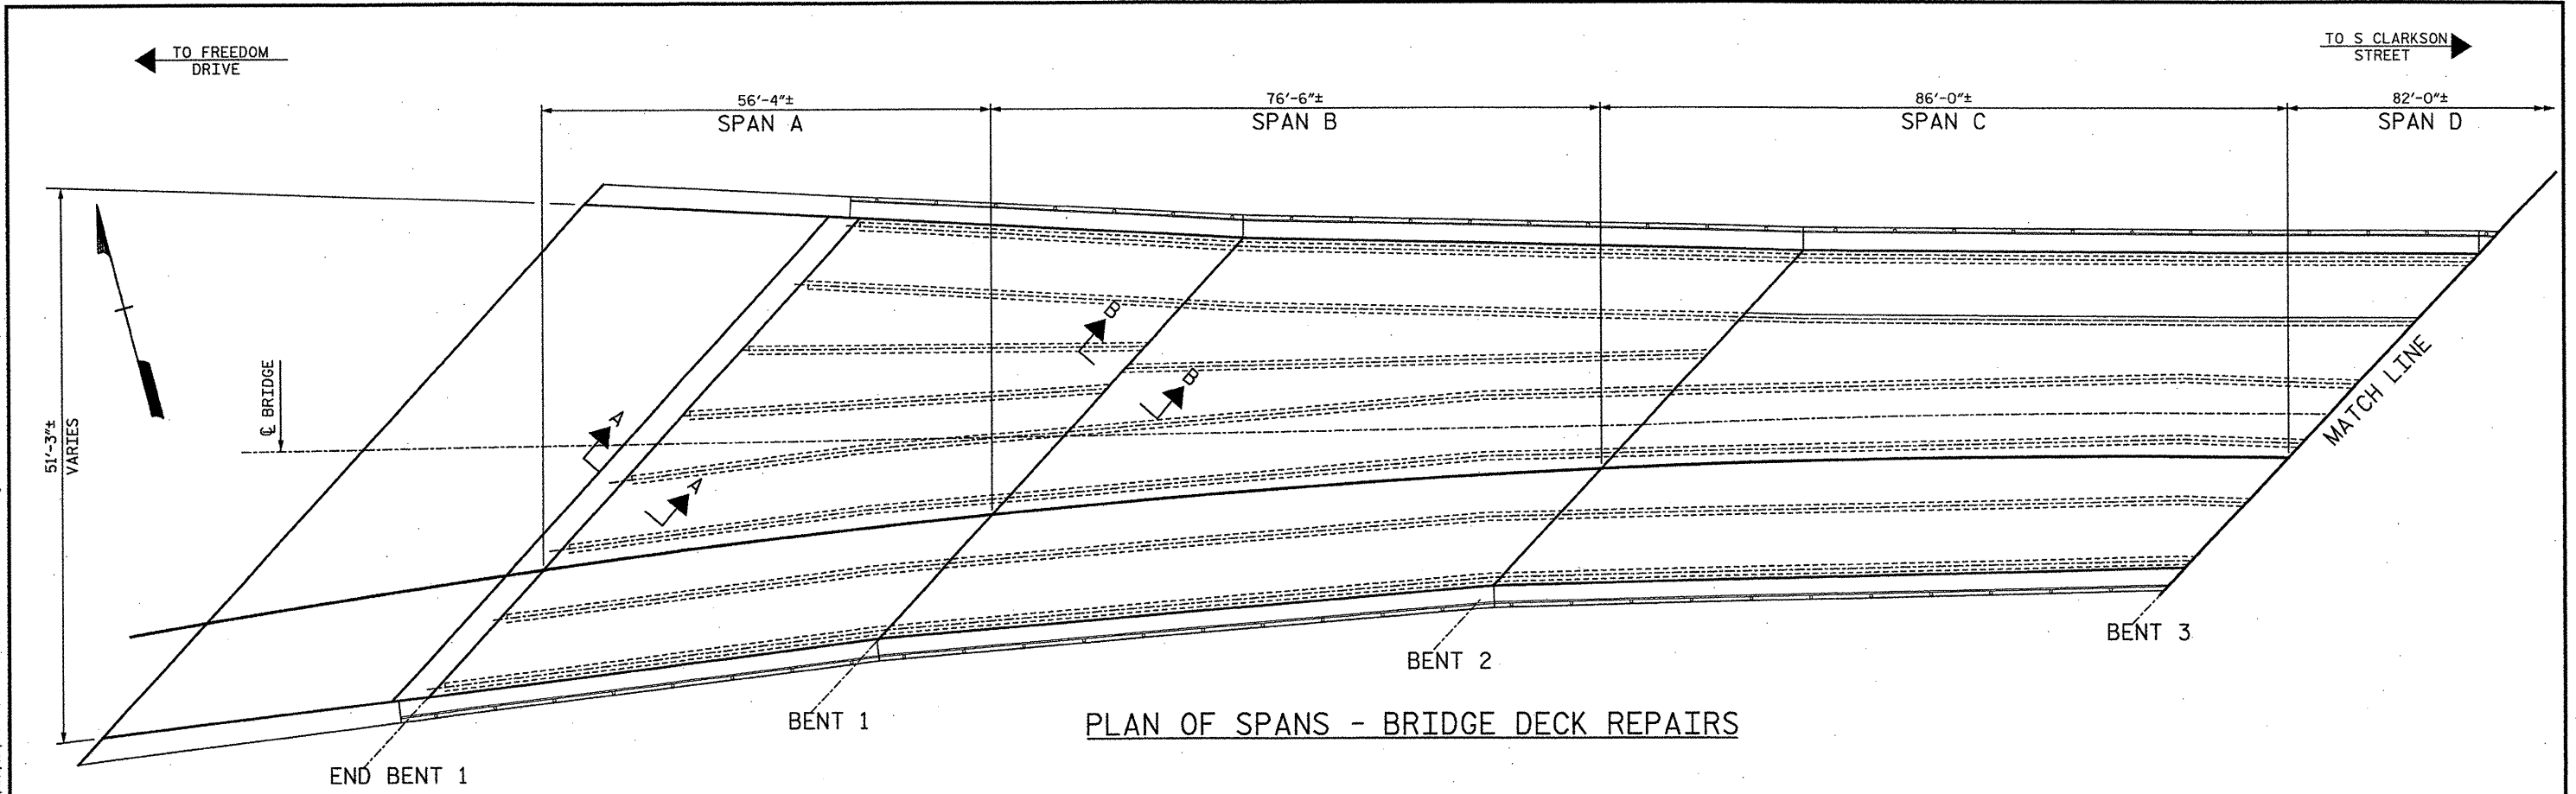 TO FREEDOM
DRIVE
TO S CLARKSON
STREET
56'-4"±
SPAN A
76'-6"±
SPAN B
86'-0"±
SPAN C
82'-0"±
SPAN D
51'-3"±
VARIES
℄ BRIDGE
A
A
B
B
MATCH LINE
END BENT 1
BENT 1
BENT 2
BENT 3
PLAN OF SPANS - BRIDGE DECK REPAIRS